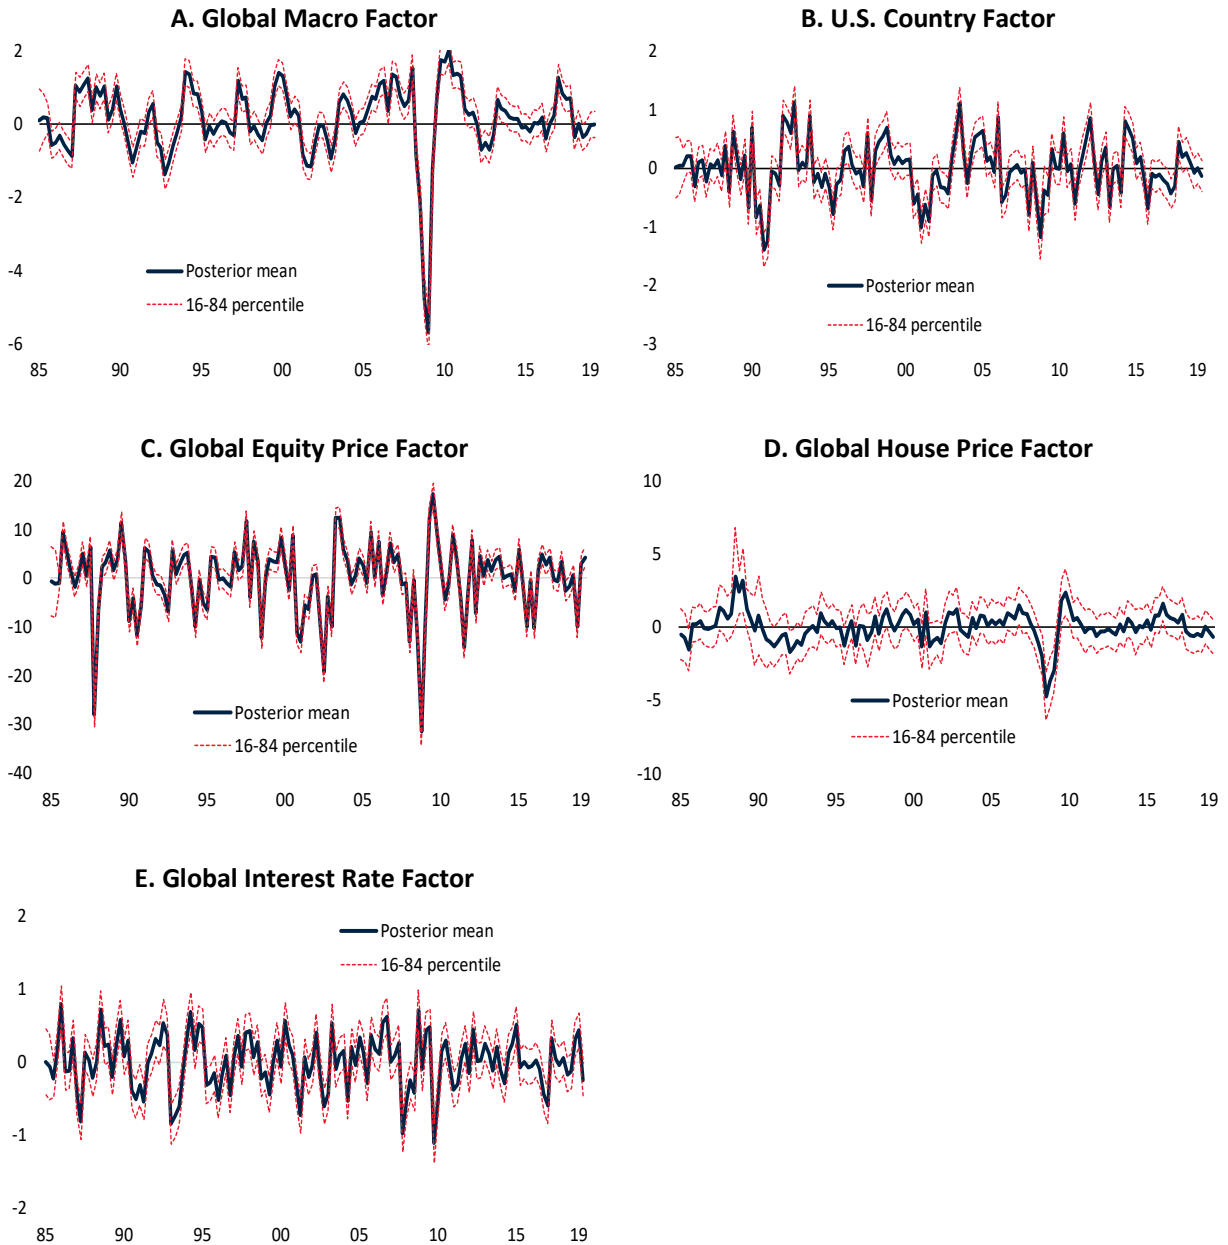 A. Global Macro Factor
2
0
-2
-4
-6
Posterior mean
16-84 percentile
85 90 95 00 05 10 15 19
B. U.S. Country Factor
2
1
0
-1
-2
-3
Posterior mean
16-84 percentile
85 90 95 00 05 10 15 19
C. Global Equity Price Factor
20
10
0
-10
-20
-30
-40
Posterior mean
16-84 percentile
85 90 95 00 05 10 15 19
D. Global House Price Factor
10
5
0
-5
-10
Posterior mean
16-84 percentile
85 90 95 00 05 10 15 19
E. Global Interest Rate Factor
2
1
0
-1
-2
Posterior mean
16-84 percentile
85 90 95 00 05 10 15 19